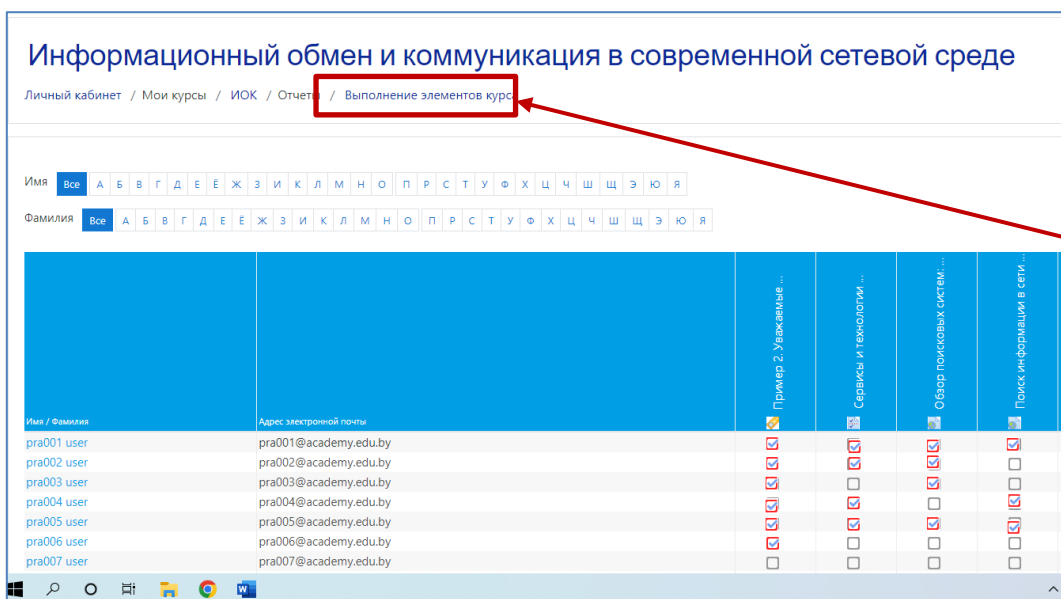 Информационный обмен и коммуникация в современной сетевой среде
Личный кабинет / Мои курсы / ИОК / Отчеты / Выполнение элементов курса
Имя Все А Б В Г Д Е Ё Ж З И К Л М Н О П Р С Т У Ф Х Ц Ч Ш Щ Э Ю Я
Фамилия Все А Б В Г Д Е Ё Ж З И К Л М Н О П Р С Т У Ф Х Ц Ч Ш Щ Э Ю Я
Пример 2. Уважаемые ...
Сервисы и технологии ...
Обзор поисковых систем: ...
Поиск информации в сети ...
Имя / Фамилия Адрес электронной почты
pra001 user pra001@academy.edu.by
pra002 user pra002@academy.edu.by
pra003 user pra003@academy.edu.by
pra004 user pra004@academy.edu.by
pra005 user pra005@academy.edu.by
pra006 user pra006@academy.edu.by
pra007 user pra007@academy.edu.by